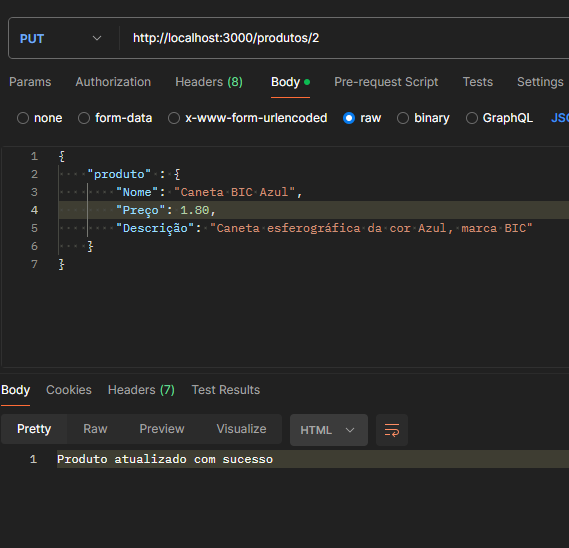 PUT http://localhost:3000/produtos/2
Params Authorization Headers (8) Body Pre-request Script Tests Settings
none form-data x-www-form-urlencoded raw binary GraphQL
1 {
2 "produto" : {
3 "Nome": "Caneta BIC Azul",
4 "Preço": 1.80,
5 "Descrição": "Caneta esferográfica da cor Azul, marca BIC"
6 }
7 }
Body Cookies Headers (7) Test Results
Pretty Raw Preview Visualize HTML
1 Produto atualizado com sucesso